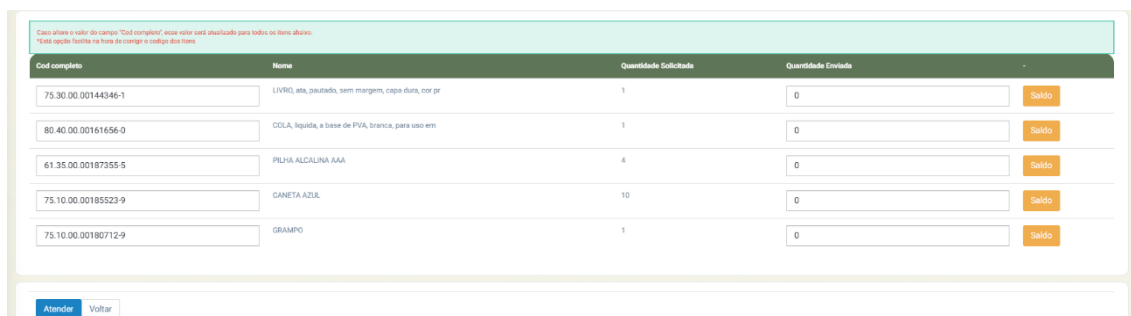 Caso altere o valor do campo "Cod completo", esse valor será atualizado para todos os itens abaixo.
*Está opção facilita na hora de corrigir o codigo dos itens
Cod completo Nome Quantidade Solicitada Quantidade Enviada -
75.30.00.00144346-1 LIVRO, ata, pautado, sem margem, capa dura, cor pr 1 0 Saldo
80.40.00.00161656-0 COLA, liquida, a base de PVA, branca, para uso em 1 0 Saldo
61.35.00.00187355-5 PILHA ALCALINA AAA 4 0 Saldo
75.10.00.00185523-9 CANETA AZUL 10 0 Saldo
75.10.00.00180712-9 GRAMPO 1 0 Saldo
Atender Voltar